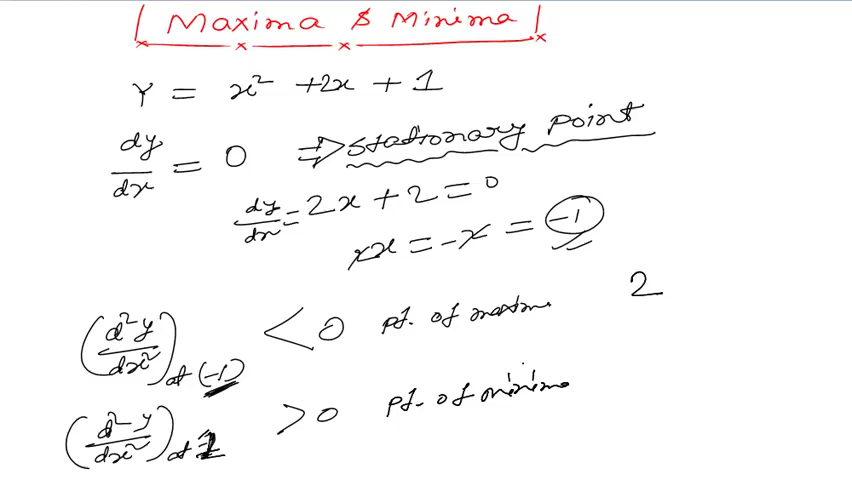 Maxima & Minima
Y = x² + 2x + 1
dy/dx = 0 ⇒ Stationary Point
dy/dx = 2x + 2 = 0
2x = -2 = -1
(d²y/dx²) at (-1) < 0 pt. of maxima 2
(d²y/dx²) at > 0 pt. of minima